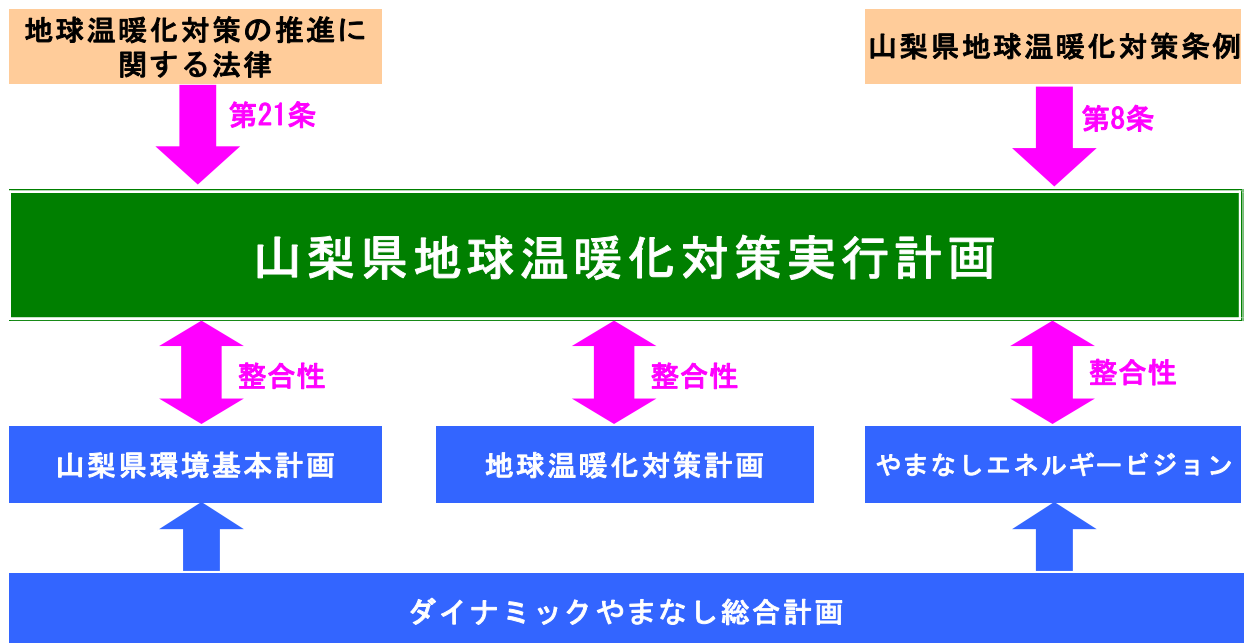 地球温暖化対策の推進に
関する法律
山梨県地球温暖化対策条例
第21条
第8条
山梨県地球温暖化対策実行計画
整合性
整合性
整合性
山梨県環境基本計画
地球温暖化対策計画
やまなしエネルギービジョン
ダイナミックやまなし総合計画